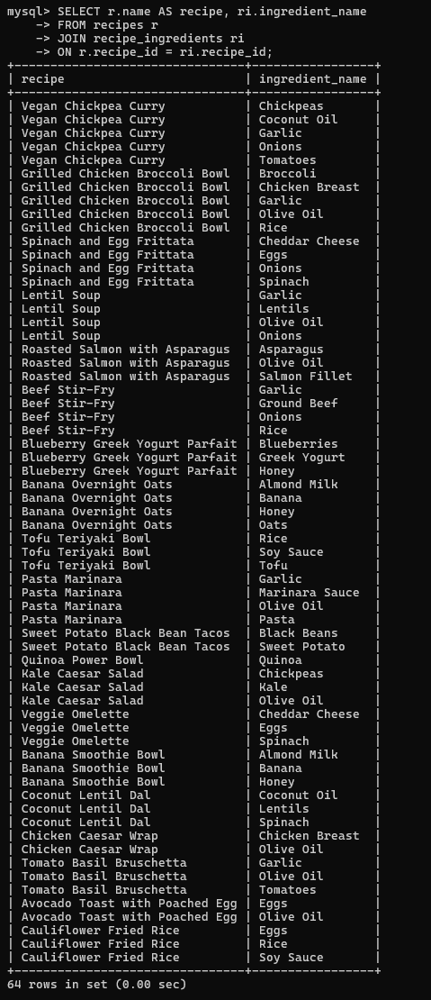 mysql> SELECT r.name AS recipe, ri.ingredient_name
    -> FROM recipes r
    -> JOIN recipe_ingredients ri
    -> ON r.recipe_id = ri.recipe_id;
+--------------------------------+-----------------+
| recipe                         | ingredient_name |
+--------------------------------+-----------------+
| Vegan Chickpea Curry           | Chickpeas       |
| Vegan Chickpea Curry           | Coconut Oil     |
| Vegan Chickpea Curry           | Garlic          |
| Vegan Chickpea Curry           | Onions          |
| Vegan Chickpea Curry           | Tomatoes        |
| Grilled Chicken Broccoli Bowl  | Broccoli        |
| Grilled Chicken Broccoli Bowl  | Chicken Breast  |
| Grilled Chicken Broccoli Bowl  | Garlic          |
| Grilled Chicken Broccoli Bowl  | Olive Oil       |
| Grilled Chicken Broccoli Bowl  | Rice            |
| Spinach and Egg Frittata       | Cheddar Cheese  |
| Spinach and Egg Frittata       | Eggs            |
| Spinach and Egg Frittata       | Onions          |
| Spinach and Egg Frittata       | Spinach         |
| Lentil Soup                    | Garlic          |
| Lentil Soup                    | Lentils         |
| Lentil Soup                    | Olive Oil       |
| Lentil Soup                    | Onions          |
| Roasted Salmon with Asparagus  | Asparagus       |
| Roasted Salmon with Asparagus  | Olive Oil       |
| Roasted Salmon with Asparagus  | Salmon Fillet   |
| Beef Stir-Fry                  | Garlic          |
| Beef Stir-Fry                  | Ground Beef     |
| Beef Stir-Fry                  | Onions          |
| Beef Stir-Fry                  | Rice            |
| Blueberry Greek Yogurt Parfait | Blueberries     |
| Blueberry Greek Yogurt Parfait | Greek Yogurt    |
| Blueberry Greek Yogurt Parfait | Honey           |
| Banana Overnight Oats          | Almond Milk     |
| Banana Overnight Oats          | Banana          |
| Banana Overnight Oats          | Honey           |
| Banana Overnight Oats          | Oats            |
| Tofu Teriyaki Bowl             | Rice            |
| Tofu Teriyaki Bowl             | Soy Sauce       |
| Tofu Teriyaki Bowl             | Tofu            |
| Pasta Marinara                 | Garlic          |
| Pasta Marinara                 | Marinara Sauce  |
| Pasta Marinara                 | Olive Oil       |
| Pasta Marinara                 | Pasta           |
| Sweet Potato Black Bean Tacos  | Black Beans     |
| Sweet Potato Black Bean Tacos  | Sweet Potato    |
| Quinoa Power Bowl              | Quinoa          |
| Kale Caesar Salad              | Chickpeas       |
| Kale Caesar Salad              | Kale            |
| Kale Caesar Salad              | Olive Oil       |
| Veggie Omelette                | Cheddar Cheese  |
| Veggie Omelette                | Eggs            |
| Veggie Omelette                | Spinach         |
| Banana Smoothie Bowl           | Almond Milk     |
| Banana Smoothie Bowl           | Banana          |
| Banana Smoothie Bowl           | Honey           |
| Coconut Lentil Dal             | Coconut Oil     |
| Coconut Lentil Dal             | Lentils         |
| Coconut Lentil Dal             | Spinach         |
| Chicken Caesar Wrap            | Chicken Breast  |
| Chicken Caesar Wrap            | Olive Oil       |
| Tomato Basil Bruschetta        | Garlic          |
| Tomato Basil Bruschetta        | Olive Oil       |
| Tomato Basil Bruschetta        | Tomatoes        |
| Avocado Toast with Poached Egg | Eggs            |
| Avocado Toast with Poached Egg | Olive Oil       |
| Cauliflower Fried Rice         | Eggs            |
| Cauliflower Fried Rice         | Rice            |
| Cauliflower Fried Rice         | Soy Sauce       |
+--------------------------------+-----------------+
64 rows in set (0.00 sec)